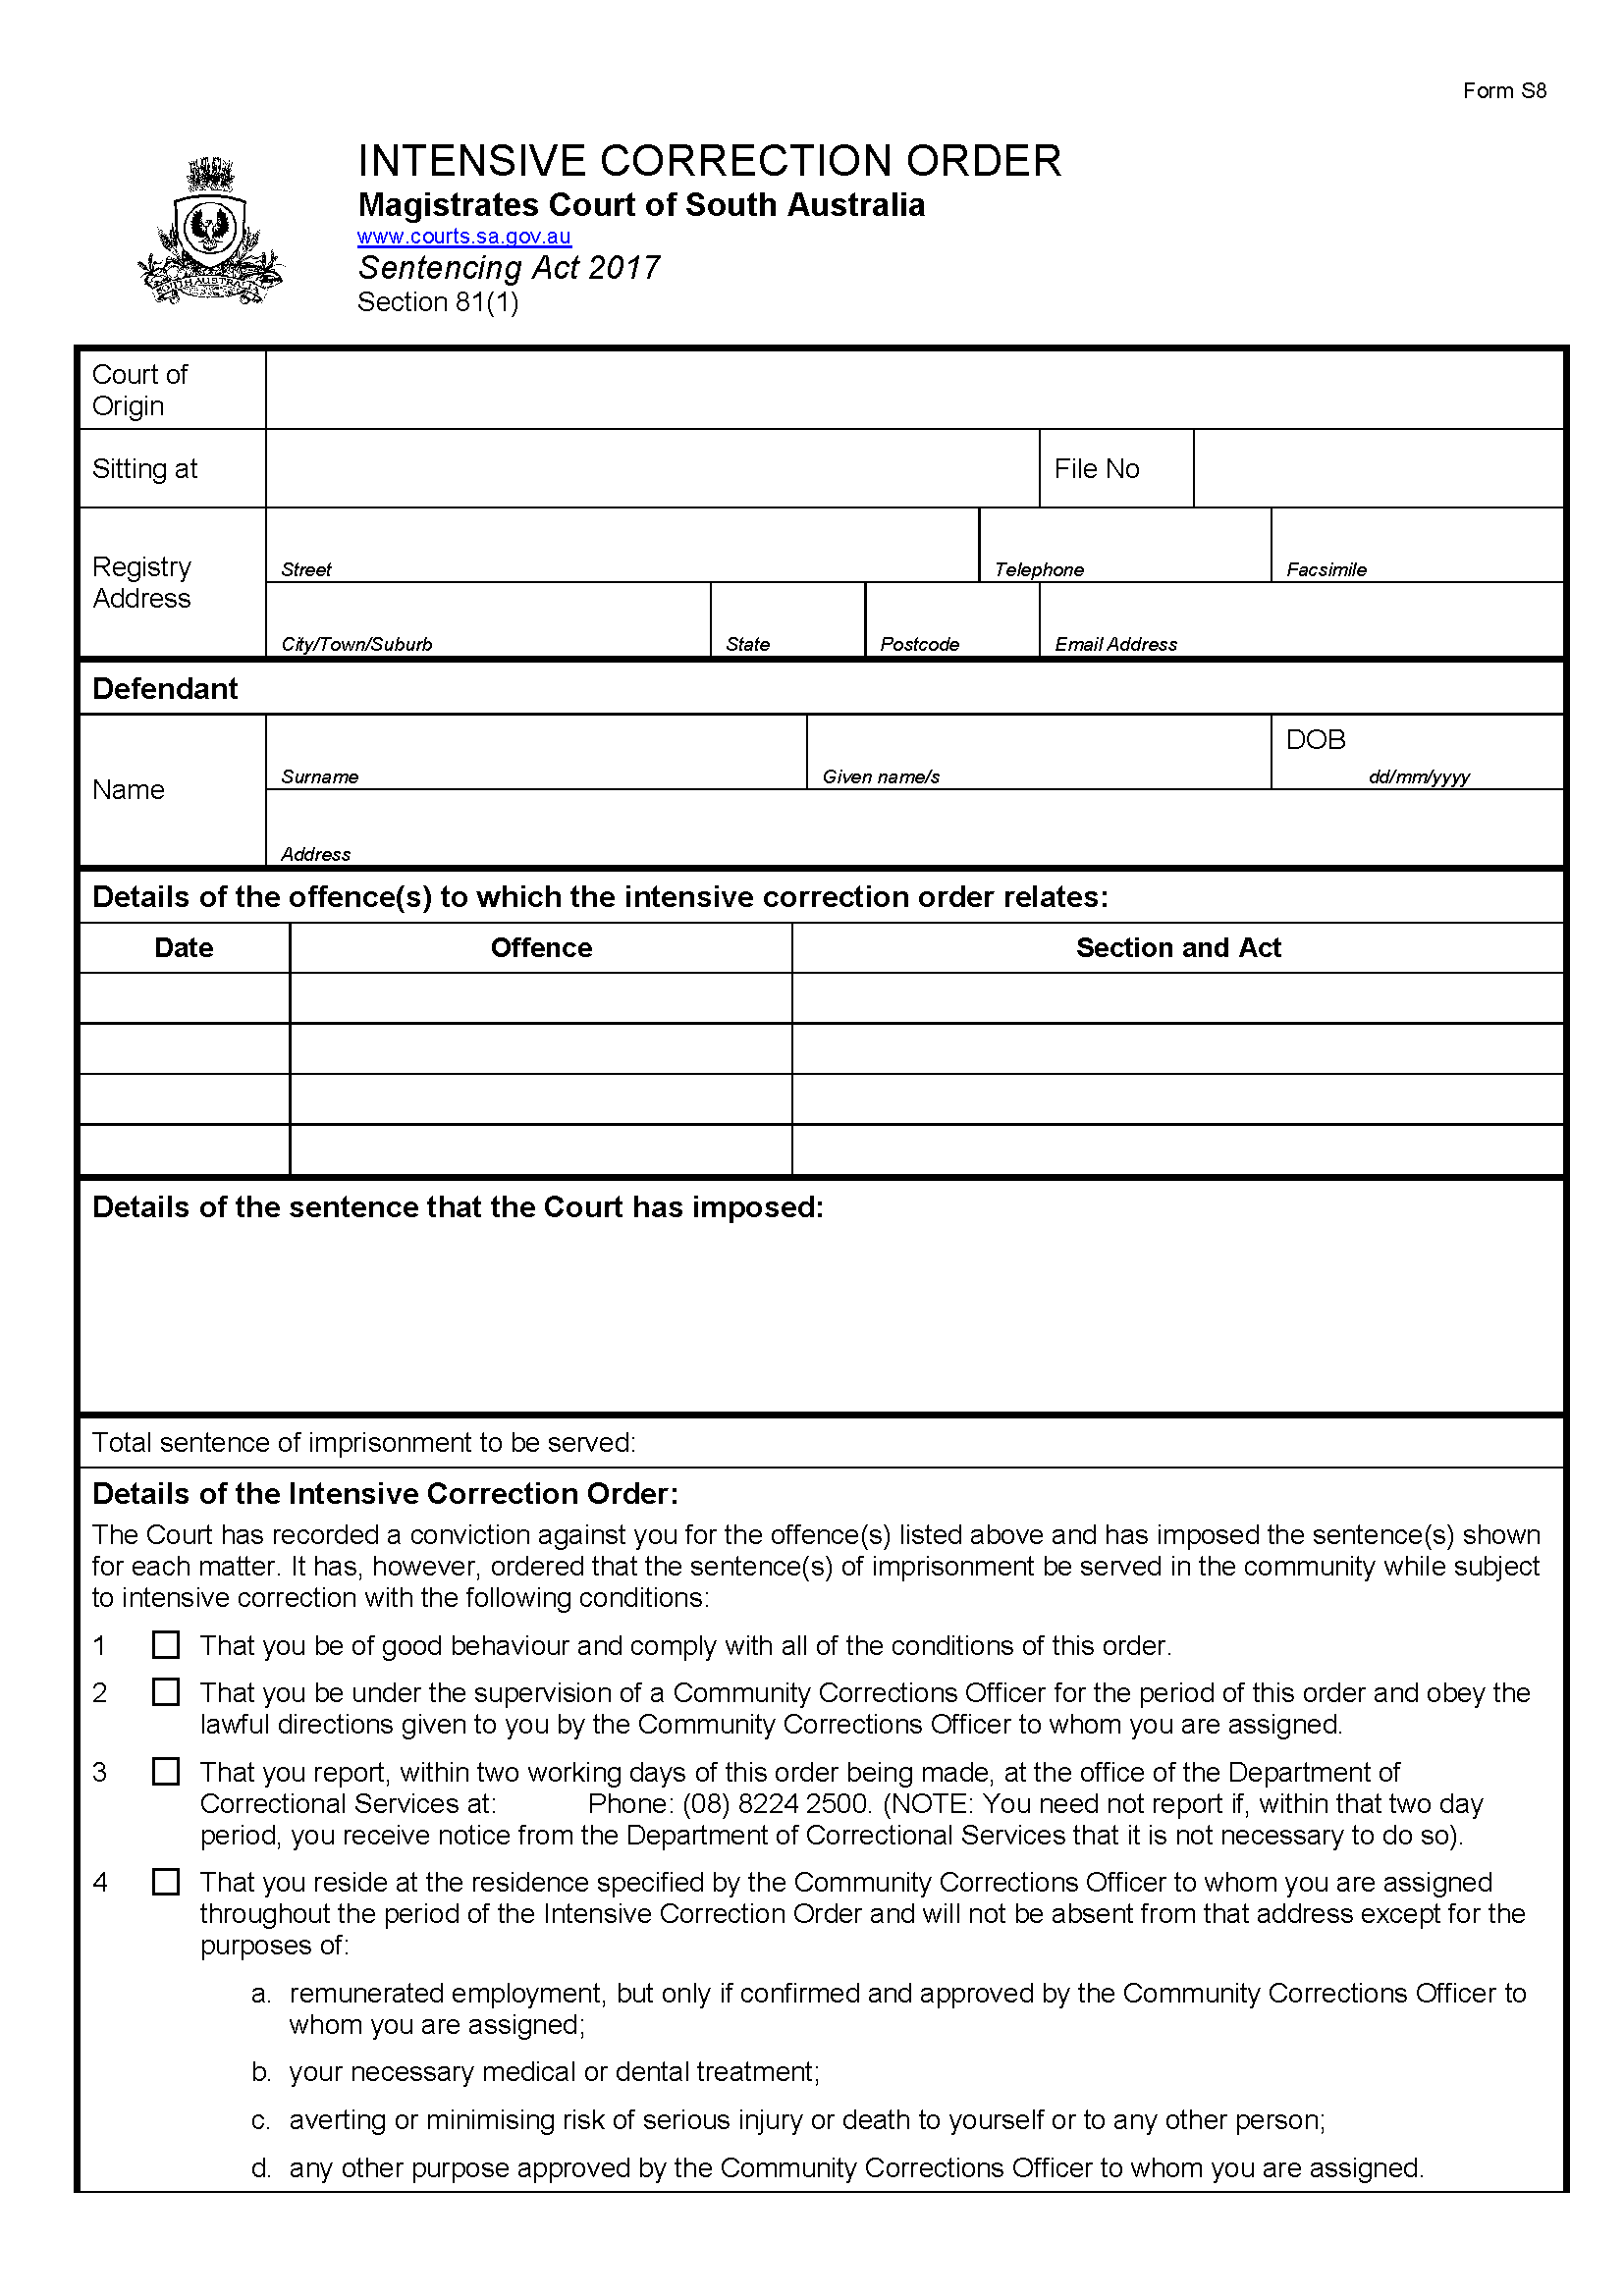 Form S8
INTENSIVE CORRECTION ORDER
Magistrates Court of South Australia
www.courts.sa.gov.au
Sentencing Act 2017
Section 81(1)
Court of
Origin
Sitting at
File No
Registry
Address
Street
Telephone
Facsimile
City/Town/Suburb
State
Postcode
Email Address
Defendant
Name
Surname
Given name/s
DOB
dd/mm/yyyy
Address
Details of the offence(s) to which the intensive correction order relates:
Date
Offence
Section and Act
Details of the sentence that the Court has imposed:
Total sentence of imprisonment to be served:
Details of the Intensive Correction Order:
The Court has recorded a conviction against you for the offence(s) listed above and has imposed the sentence(s) shown
for each matter. It has, however, ordered that the sentence(s) of imprisonment be served in the community while subject
to intensive correction with the following conditions:
1 That you be of good behaviour and comply with all of the conditions of this order.
2 That you be under the supervision of a Community Corrections Officer for the period of this order and obey the
lawful directions given to you by the Community Corrections Officer to whom you are assigned.
3 That you report, within two working days of this order being made, at the office of the Department of
Correctional Services at: Phone: (08) 8224 2500. (NOTE: You need not report if, within that two day
period, you receive notice from the Department of Correctional Services that it is not necessary to do so).
4 That you reside at the residence specified by the Community Corrections Officer to whom you are assigned
throughout the period of the Intensive Correction Order and will not be absent from that address except for the
purposes of:
a. remunerated employment, but only if confirmed and approved by the Community Corrections Officer to
whom you are assigned;
b. your necessary medical or dental treatment;
c. averting or minimising risk of serious injury or death to yourself or to any other person;
d. any other purpose approved by the Community Corrections Officer to whom you are assigned.